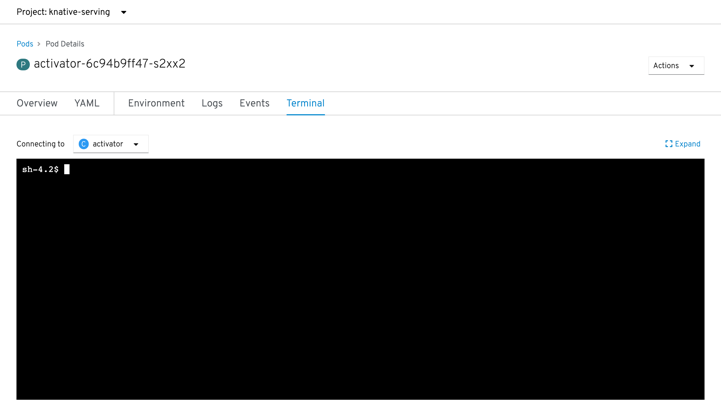 Project: knative-serving
Pods > Pod Details
P activator-6c94b9ff47-s2xx2
Actions
Overview YAML Environment Logs Events Terminal
Connecting to C activator Expand
sh-4.2$